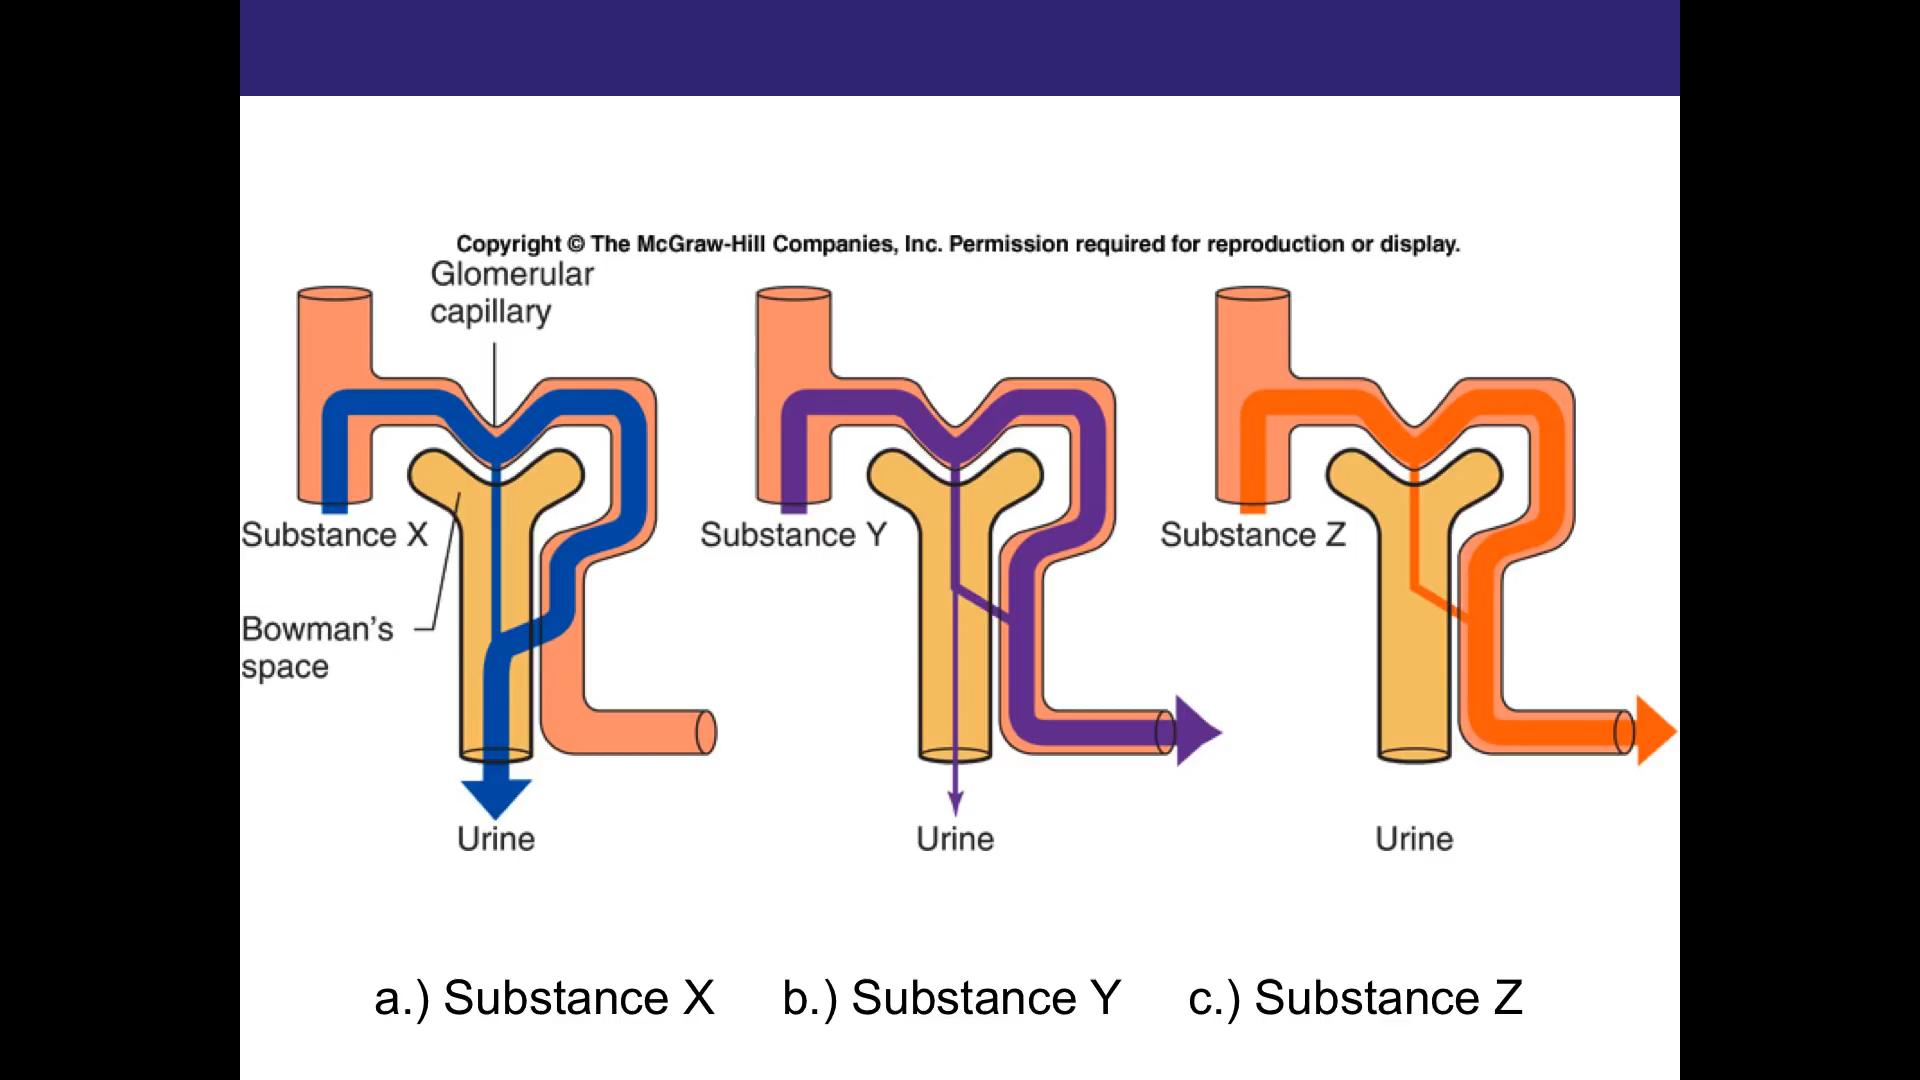 Copyright © The McGraw-Hill Companies, Inc. Permission required for reproduction or display.
Glomerular
capillary
Substance X
Substance Y
Substance Z
Bowman's
space
Urine
Urine
Urine
a.) Substance X
b.) Substance Y
c.) Substance Z